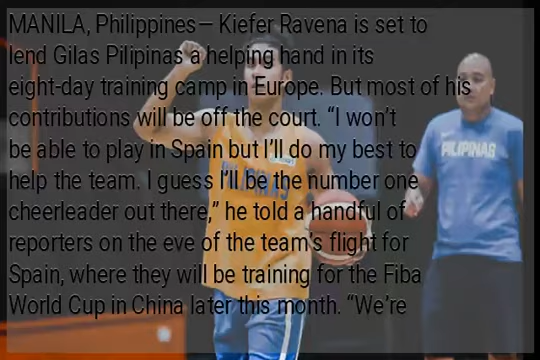 MANILA, Philippines— Kiefer Ravena is set to
lend Gilas Pilipinas a helping hand in its
eight-day training camp in Europe. But most of his
contributions will be off the court. “I won’t
be able to play in Spain but I’ll do my best to
help the team. I guess I’ll be the number one
cheerleader out there,” he told a handful of
reporters on the eve of the team’s flight for
Spain, where they will be training for the Fiba
World Cup in China later this month. “We’re
PILIPINAS
PILIPINAS